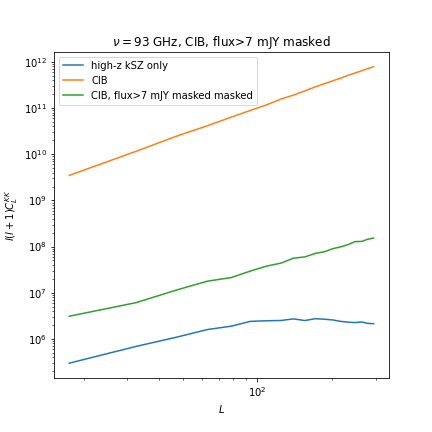 ν = 93 GHz, CIB, flux>7 mJY masked
high-z kSZ only
CIB
CIB, flux>7 mJY masked masked
10^12
10^11
10^10
10^9
10^8
10^7
10^6
l(l + 1)C_L^{KK}
10^2
L